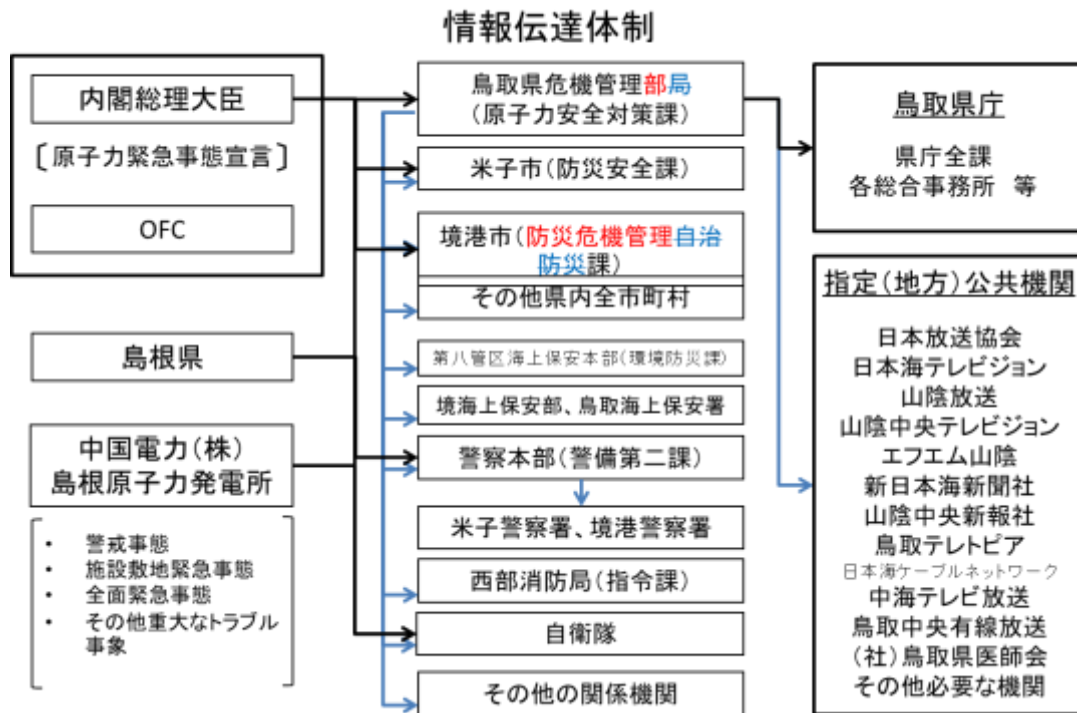 情報伝達体制
内閣総理大臣
〔原子力緊急事態宣言〕
OFC
島根県
中国電力(株)
島根原子力発電所
・ 警戒事態
・ 施設敷地緊急事態
・ 全面緊急事態
・ その他重大なトラブル
事象
鳥取県危機管理部局
(原子力安全対策課)
米子市(防災安全課)
境港市(防災危機管理自治
防災課)
その他県内全市町村
第八管区海上保安本部(環境防災課)
境海上保安部、鳥取海上保安署
警察本部(警備第二課)
米子警察署、境港警察署
西部消防局(指令課)
自衛隊
その他の関係機関
鳥取県庁
県庁全課
各総合事務所 等
指定(地方)公共機関
日本放送協会
日本海テレビジョン
山陰放送
山陰中央テレビジョン
エフエム山陰
新日本海新聞社
山陰中央新報社
鳥取テレトピア
日本海ケーブルネットワーク
中海テレビ放送
鳥取中央有線放送
(社)鳥取県医師会
その他必要な機関